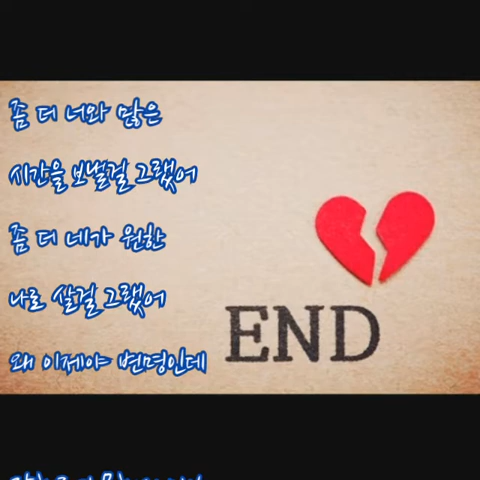 좀 더 너와 많은
시간을 보낼걸 그랬어
좀 더 네가 원한
나로 살걸 그랬어
왜 이제야 변명인데
END